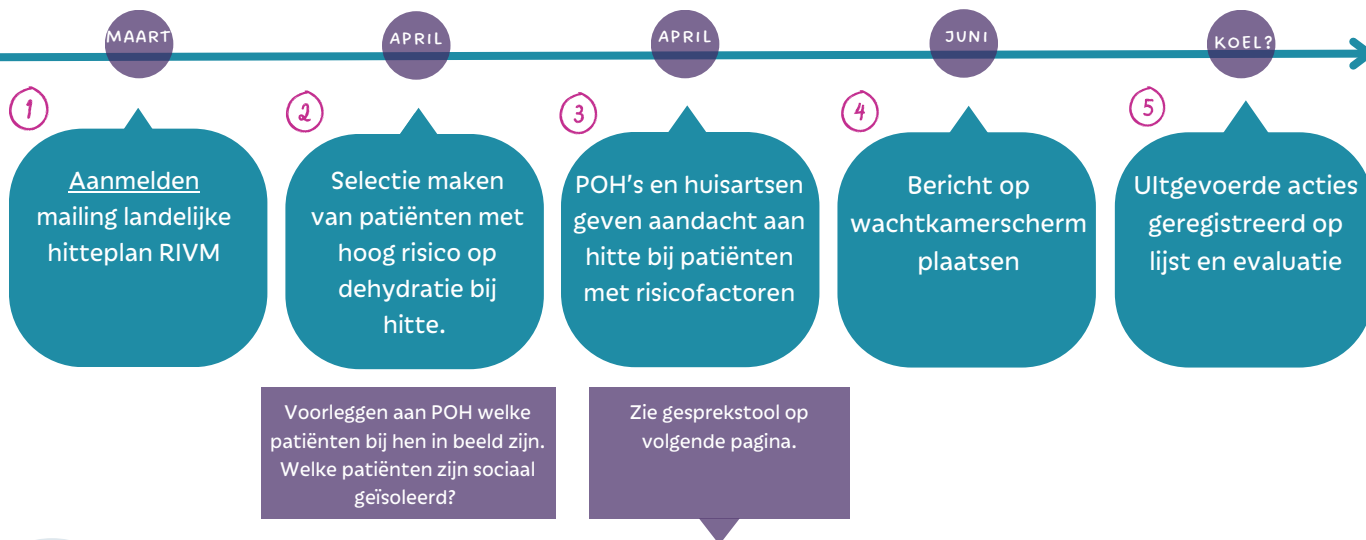 MAART
APRIL
APRIL
JUNI
KOEL?
1
Aanmelden
mailing landelijke
hitteplan RIVM
2
Selectie maken
van patiënten met
hoog risico op
dehydratie bij
hitte.
3
POH's en huisartsen
geven aandacht aan
hitte bij patiënten
met risicofactoren
4
Bericht op
wachtkamerscherm
plaatsen
5
UItgevoerde acties
geregistreerd op
lijst en evaluatie
Voorleggen aan POH welke
patiënten bij hen in beeld zijn.
Welke patiënten zijn sociaal
geïsoleerd?
Zie gesprekstool op
volgende pagina.